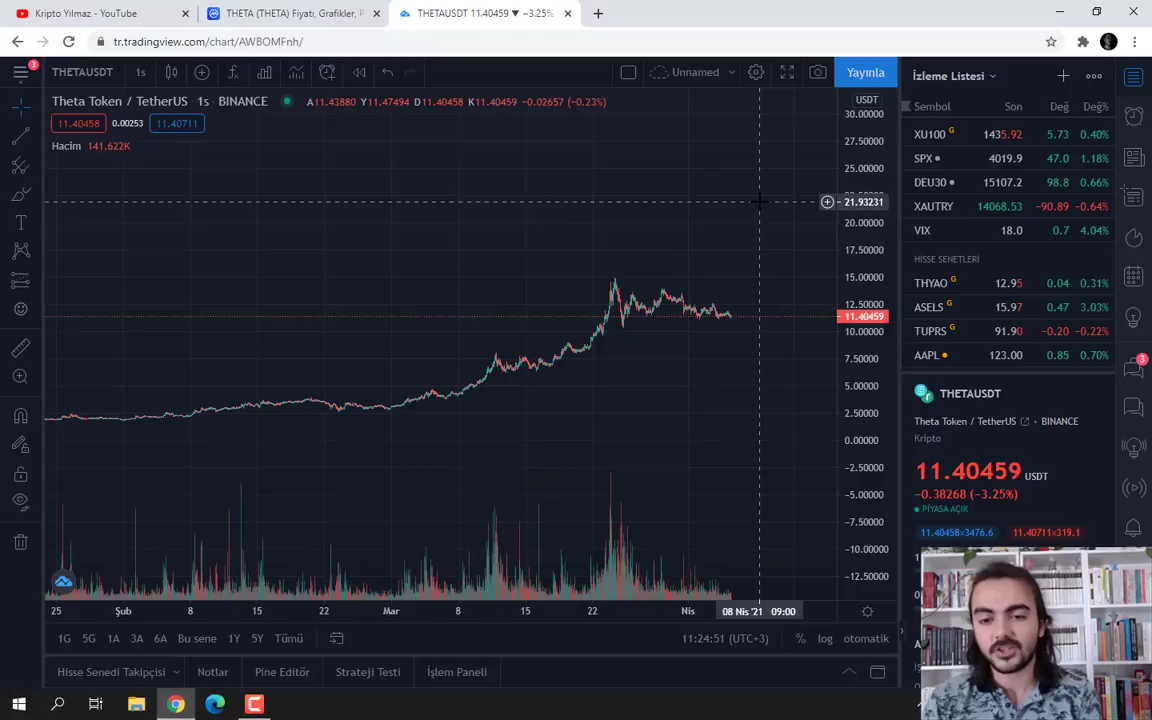 Kripto Yılmaz - YouTube
THETA (THETA) Fiyatı, Grafikler, P
THETAUSDT 11.40459 ▼ −3.25%
tr.tradingview.com/chart/AWBOMFnh/
3
THETAUSDT
1s
Unnamed
Yayınla
İzleme Listesi
Theta Token / TetherUS · 1s · BINANCE
A11.43880 Y11.47494 D11.40458 K11.40459 −0.02657 (−0.23%)
11.40458
0.00253
11.40711
Hacim 141.622K
USDT
30.00000
27.50000
25.00000
21.93231
20.00000
17.50000
15.00000
12.50000
11.40459
10.00000
7.50000
5.00000
2.50000
0.00000
−2.50000
−5.00000
−7.50000
−10.00000
−12.50000
25
Şub
8
15
22
Mar
8
15
22
Nis
08 Nis '21 09:00
1G 5G 1A 3A 6A Bu sene 1Y 5Y Tümü
11:24:51 (UTC+3)
% log otomatik
Hisse Senedi Takipçisi
Notlar
Pine Editör
Strateji Testi
İşlem Paneli
Sembol Son Değ Değ%
XU100 G 1435.92 5.73 0.40%
SPX 4019.9 47.0 1.18%
DEU30 15107.2 98.8 0.66%
XAUTRY 14068.53 −90.89 −0.64%
VIX 18.0 0.7 4.04%
HİSSE SENETLERİ
THYAO G 12.95 0.04 0.31%
ASELS G 15.97 0.47 3.03%
TUPRS G 91.90 −0.20 −0.22%
AAPL 123.00 0.85 0.70%
3
THETAUSDT
Theta Token / TetherUS · BINANCE
Kripto
11.40459 USDT
−0.38268 (−3.25%)
PİYASA AÇIK
11.40458×3476.6
11.40711×319.1